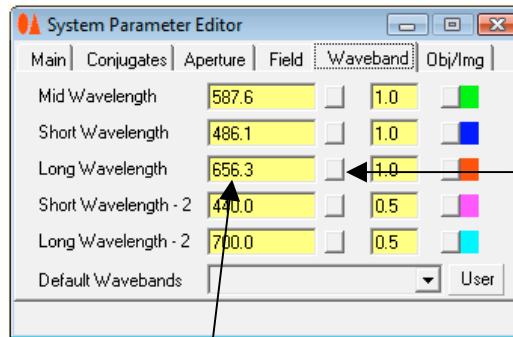 System Parameter Editor
Main Conjugates Aperture Field Waveband Obj/Img
Mid Wavelength 587.6 1.0
Short Wavelength 486.1 1.0
Long Wavelength 656.3 1.0
Short Wavelength - 2 440.0 0.5
Long Wavelength - 2 700.0 0.5
Default Wavebands User